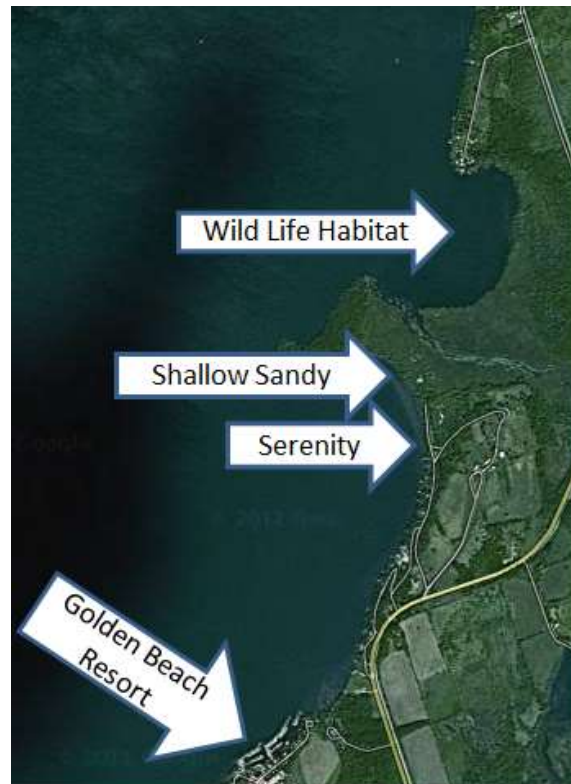 Wild Life Habitat
Shallow Sandy
Serenity
Golden Beach
Resort